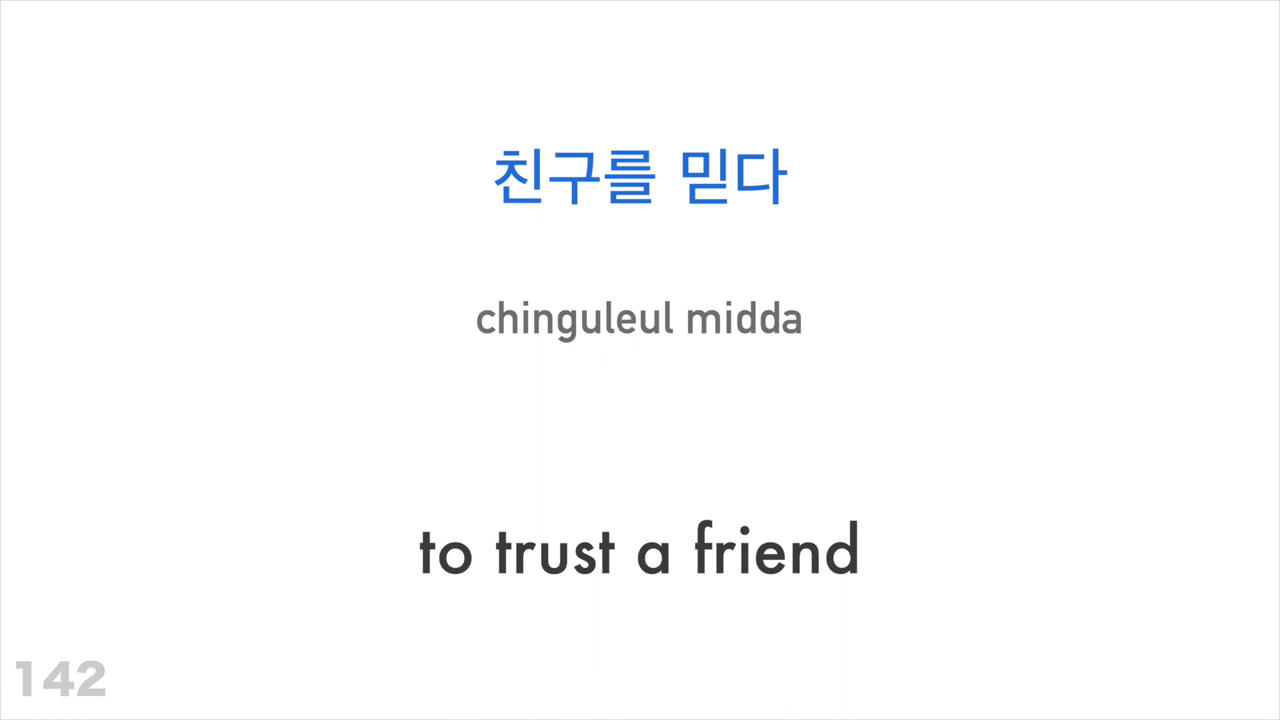 친구를 믿다
chinguleul midda
to trust a friend
142